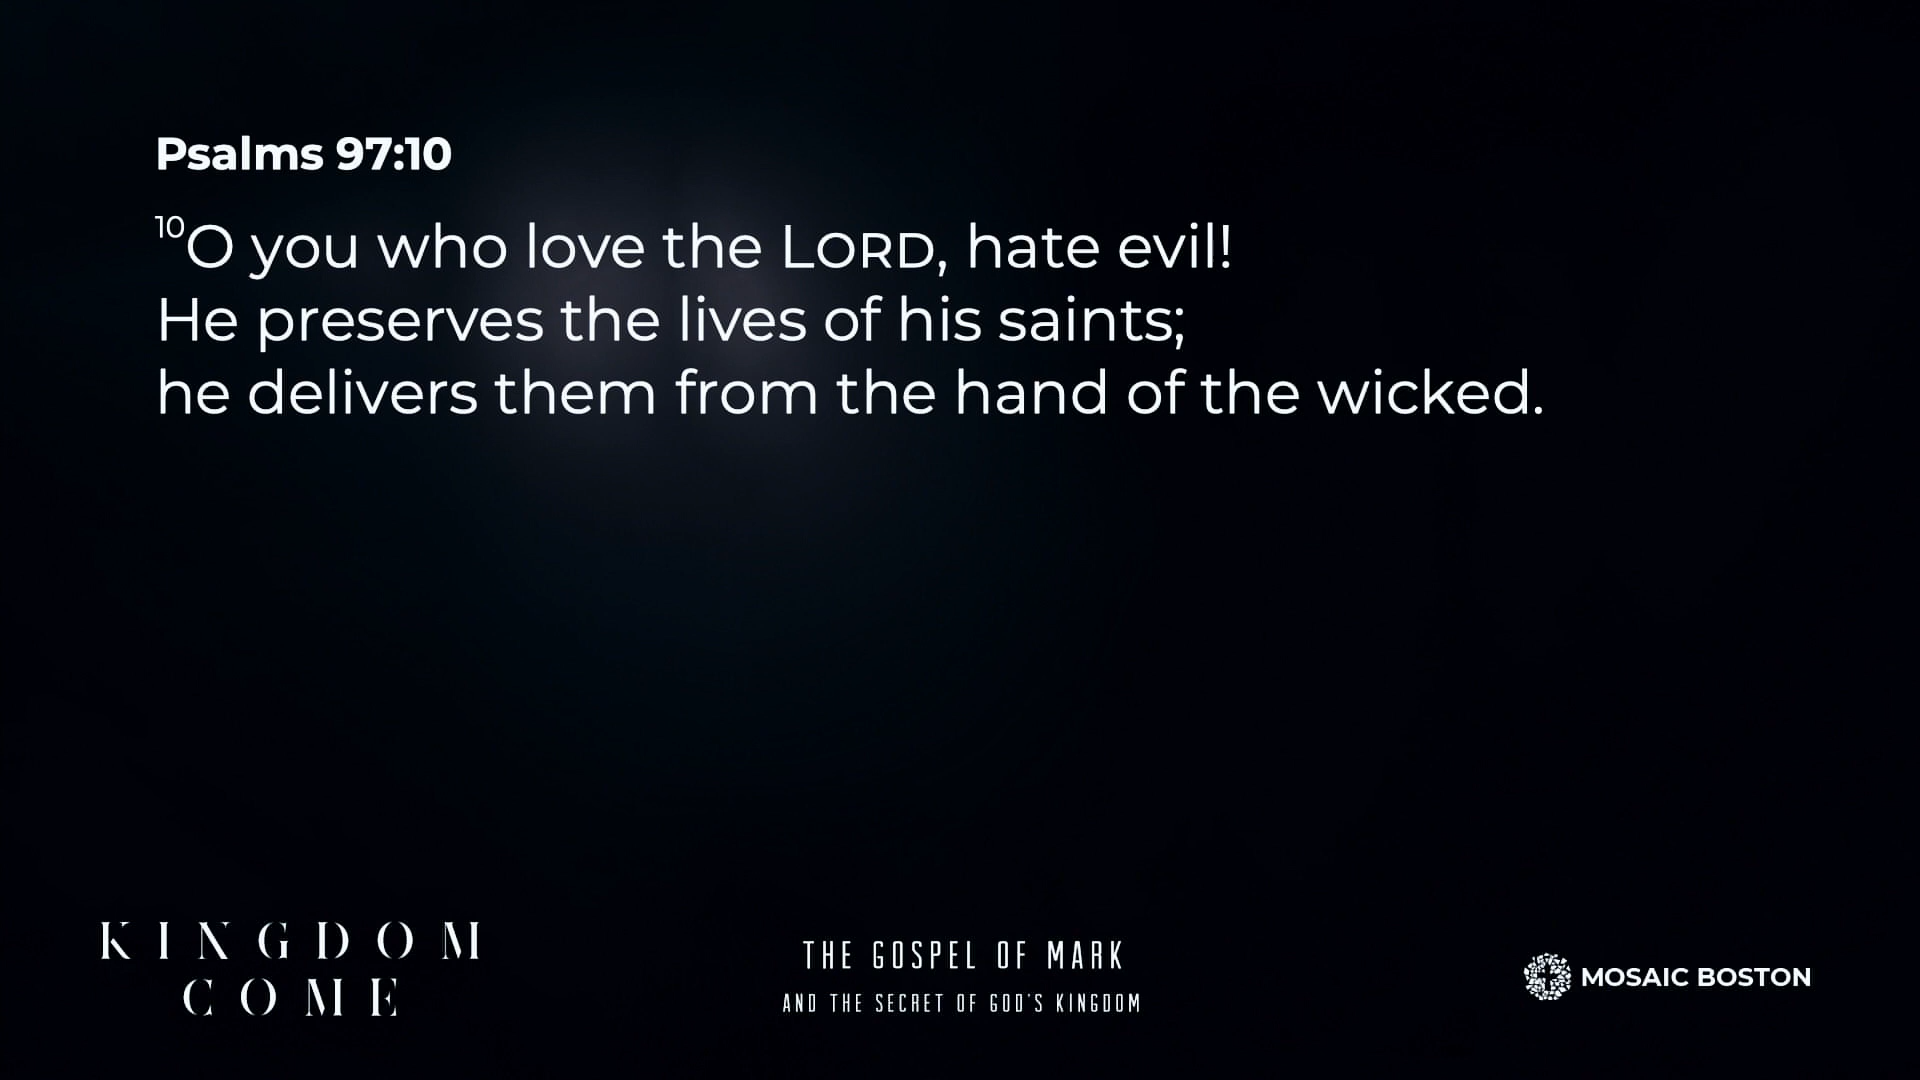 Psalms 97:10
10O you who love the LORD, hate evil!
He preserves the lives of his saints;
he delivers them from the hand of the wicked.
KINGDOM
COME
THE GOSPEL OF MARK
AND THE SECRET OF GOD'S KINGDOM
MOSAIC BOSTON